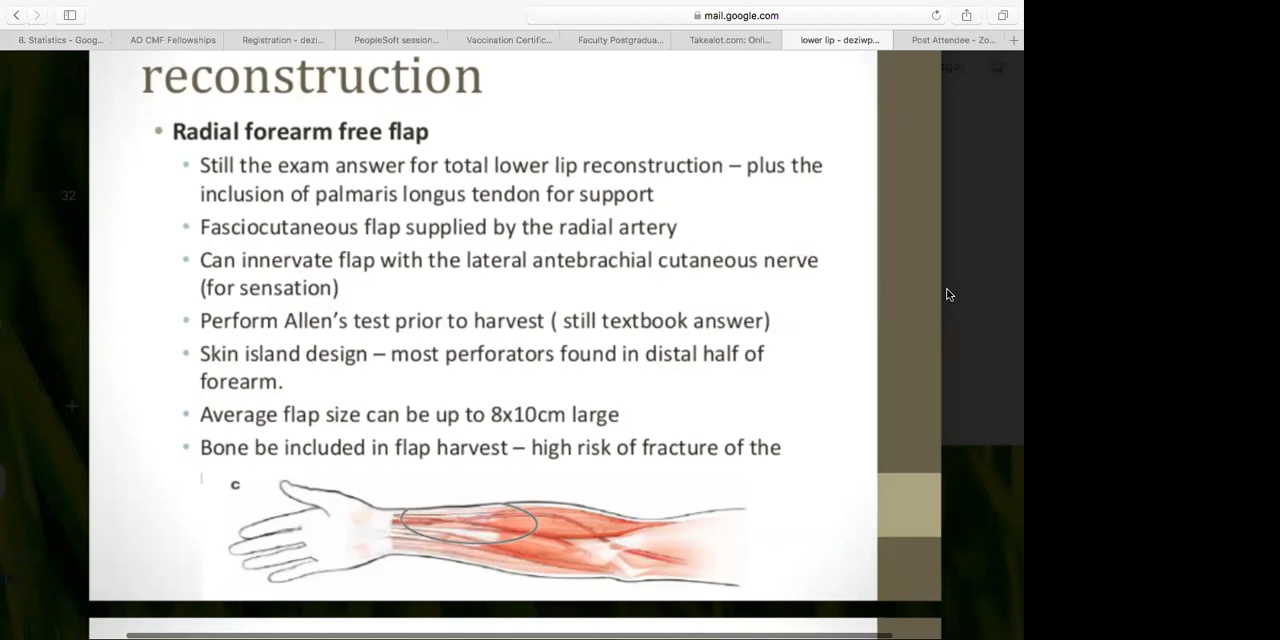 mail.google.com
8. Statistics - Goog...
AO CMF Fellowships
Registration - dezi...
PeopleSoft session...
Vaccination Certific...
Faculty Postgradua...
Takealot.com: Onli...
lower lip - deziwp...
Post Attendee - Zo...
reconstruction
• Radial forearm free flap
• Still the exam answer for total lower lip reconstruction – plus the
inclusion of palmaris longus tendon for support
• Fasciocutaneous flap supplied by the radial artery
• Can innervate flap with the lateral antebrachial cutaneous nerve
(for sensation)
• Perform Allen's test prior to harvest ( still textbook answer)
• Skin island design – most perforators found in distal half of
forearm.
• Average flap size can be up to 8x10cm large
• Bone be included in flap harvest – high risk of fracture of the
c
32